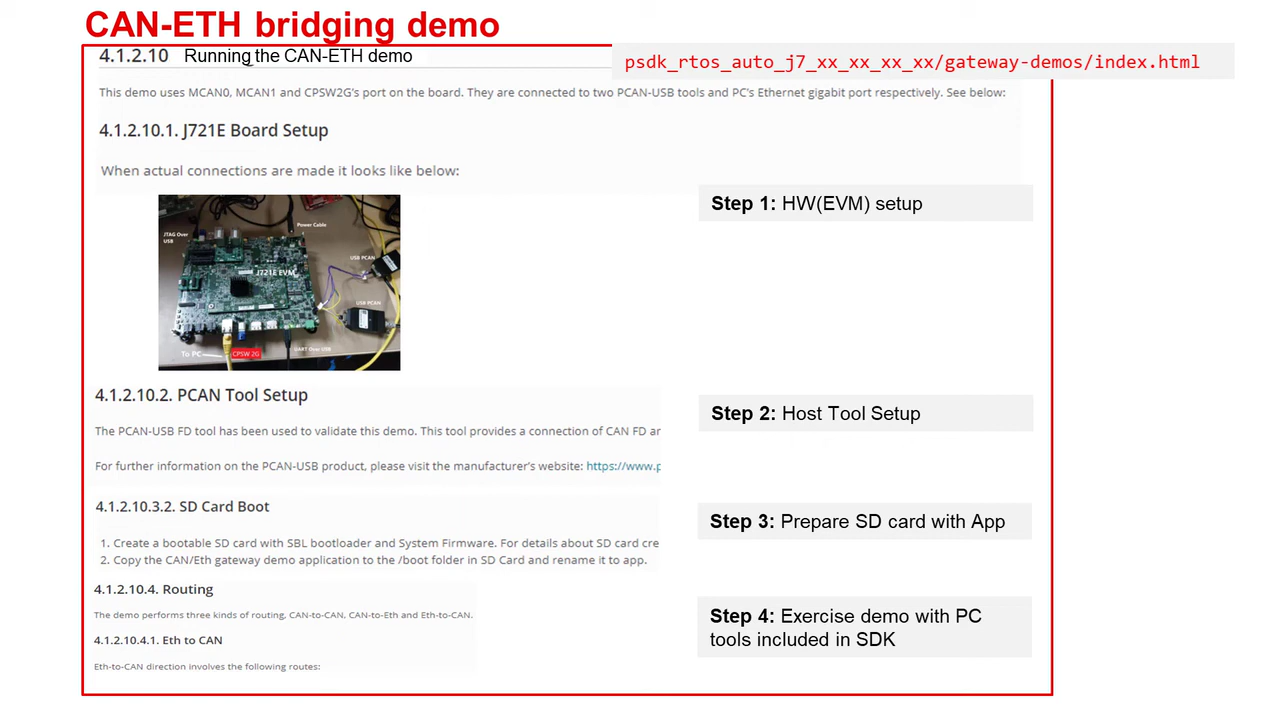 CAN-ETH bridging demo
4.1.2.10 Running the CAN-ETH demo
psdk_rtos_auto_j7_xx_xx_xx_xx/gateway-demos/index.html
This demo uses MCAN0, MCAN1 and CPSW2G's port on the board. They are connected to two PCAN-USB tools and PC's Ethernet gigabit port respectively. See below:
4.1.2.10.1. J721E Board Setup
When actual connections are made it looks like below:
Step 1: HW(EVM) setup
JTAG Over
USB
Power Cable
USB PCAN
J721E EVM
USB PCAN
To PC
CPSW 2G
UART Over USB
4.1.2.10.2. PCAN Tool Setup
Step 2: Host Tool Setup
The PCAN-USB FD tool has been used to validate this demo. This tool provides a connection of CAN FD ar
For further information on the PCAN-USB product, please visit the manufacturer's website: https://www.p
4.1.2.10.3.2. SD Card Boot
Step 3: Prepare SD card with App
1. Create a bootable SD card with SBL bootloader and System Firmware. For details about SD card cre
2. Copy the CAN/Eth gateway demo application to the /boot folder in SD Card and rename it to app.
4.1.2.10.4. Routing
The demo performs three kinds of routing, CAN-to-CAN, CAN-to-Eth and Eth-to-CAN.
Step 4: Exercise demo with PC
tools included in SDK
4.1.2.10.4.1. Eth to CAN
Eth-to-CAN direction involves the following routes: